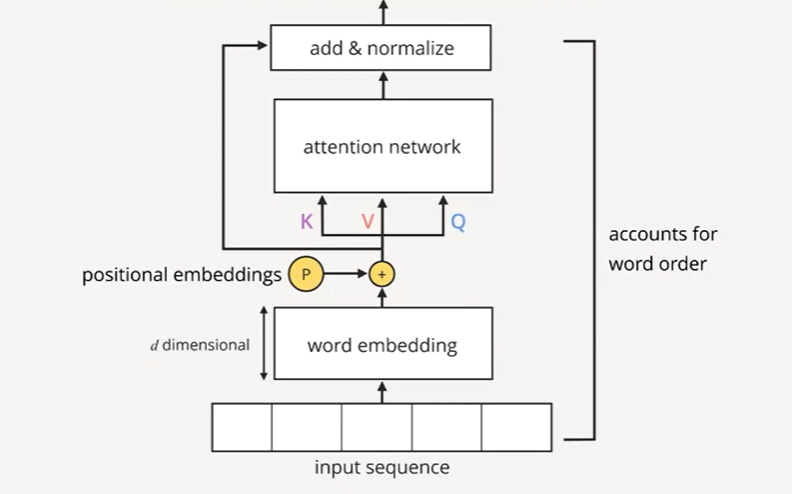 add & normalize
attention network
K
V
Q
accounts for
word order
positional embeddings
P
+
d dimensional
word embedding
input sequence